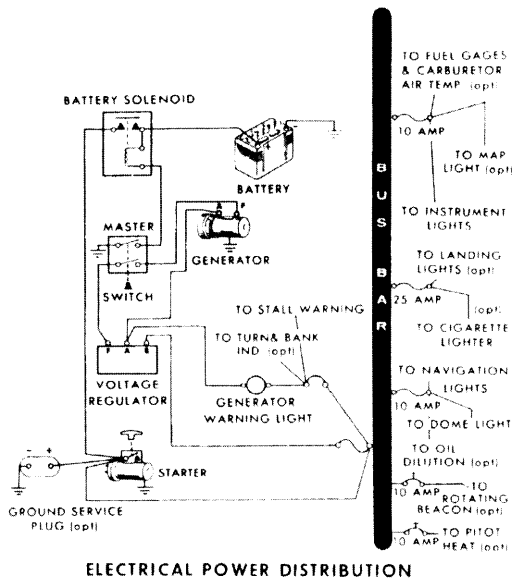 TO FUEL GAGES
& CARBURETOR
AIR TEMP (opt)
BATTERY SOLENOID
10 AMP
TO MAP
LIGHT (opt)
BATTERY
BUS BAR
A F
TO INSTRUMENT
LIGHTS
MASTER
GENERATOR
TO LANDING
LIGHTS (opt)
SWITCH
25 AMP
(opt)
TO STALL WARNING
TO CIGARETTE
LIGHTER
TO TURN & BANK
IND (opt)
F A B
TO NAVIGATION
LIGHTS
VOLTAGE
REGULATOR
GENERATOR
WARNING LIGHT
10 AMP
TO DOME LIGHT
TO OIL
DILUTION (opt)
- +
STARTER
10 AMP
TO
ROTATING
BEACON (opt)
GROUND SERVICE
PLUG (opt)
10 AMP
TO PITOT
HEAT (opt)
ELECTRICAL POWER DISTRIBUTION